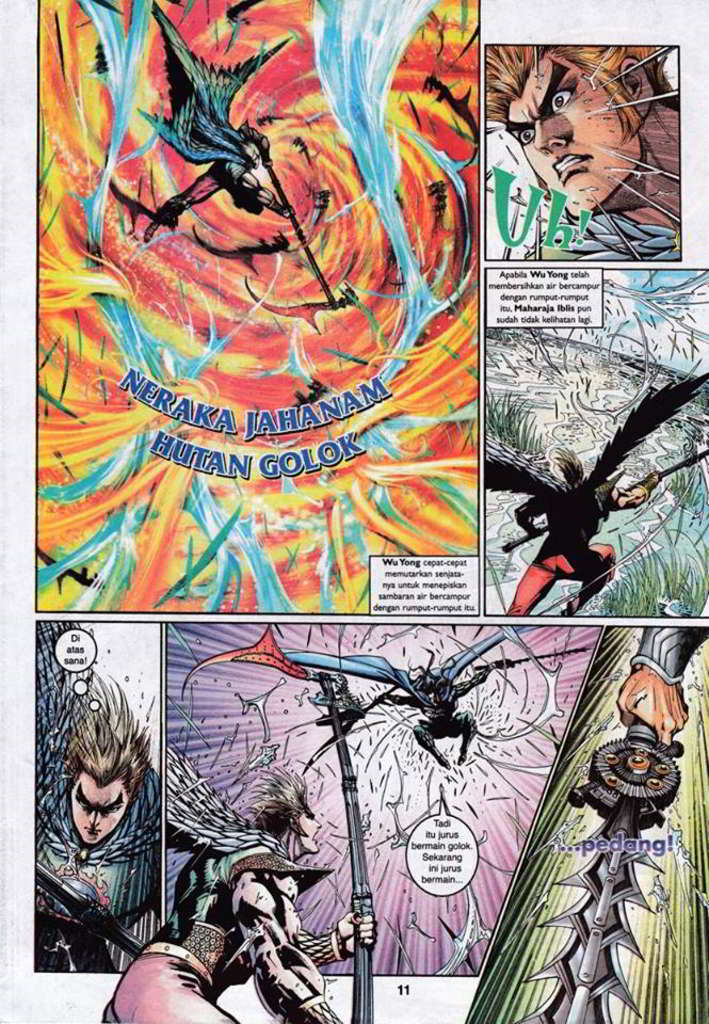 NERAKA JAHANAM
HUTAN GOLOK
Wu Yong cepat-cepat
memutarkan senjata-
nya untuk menepiskan
sambaran air bercampur
dengan rumput-rumput itu.
Uh!
Apabila Wu Yong telah
membersihkan air bercampur
dengan rumput-rumput
itu, Maharaja Iblis pun
sudah tidak kelihatan lagi.
Di
atas
sana!
Tadi
itu jurus
bermain golok.
Sekarang
ini jurus
bermain...
...pedang!
11